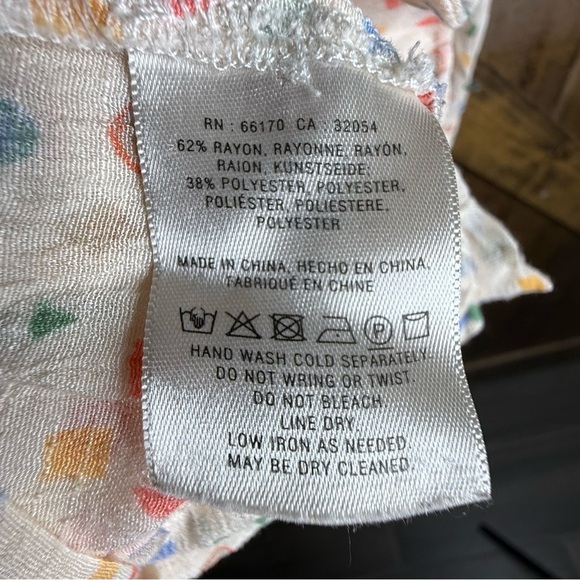 RN : 66170 CA : 32054
62% RAYON, RAYONNE, RAYÓN,
RAION, KUNSTSEIDE;
38% POLYESTER, POLYESTER,
POLIÉSTER, POLIESTERE,
POLYESTER
MADE IN CHINA, HECHO EN CHINA,
FABRIQUÉ EN CHINE
P
HAND WASH COLD SEPARATELY.
DO NOT WRING OR TWIST.
DO NOT BLEACH.
LINE DRY.
LOW IRON AS NEEDED.
MAY BE DRY CLEANED.